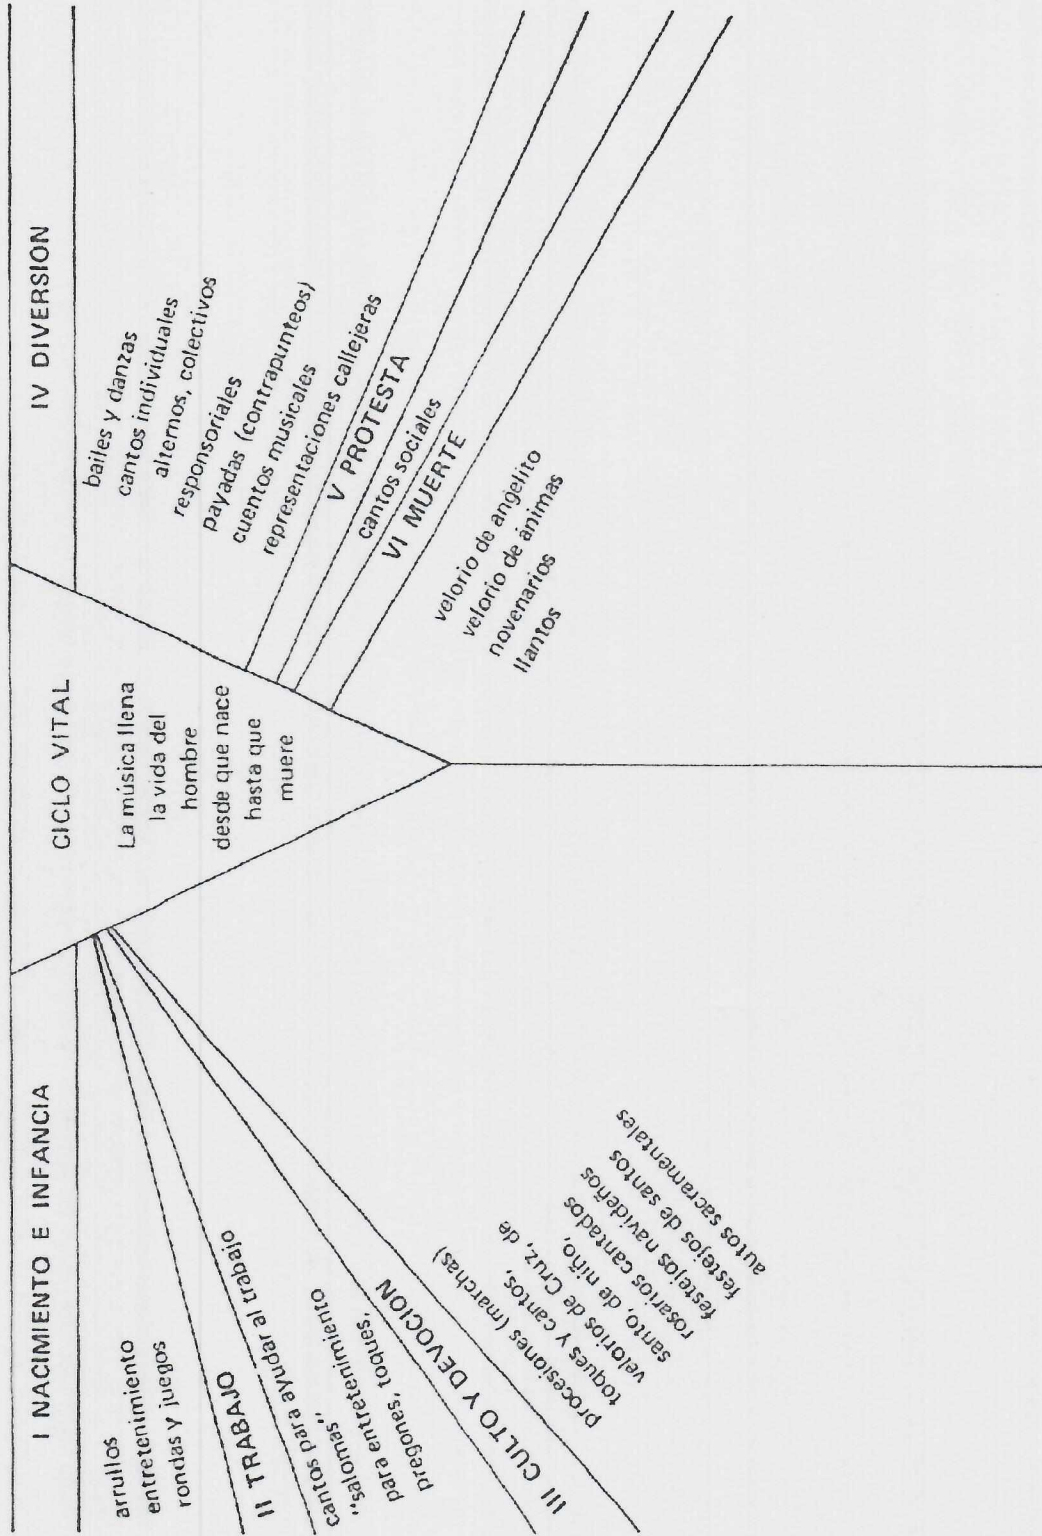 CICLO VITAL
La música llena
la vida del
hombre
desde que nace
hasta que
muere
I NACIMIENTO E INFANCIA
arrullos
entretenimiento
rondas y juegos
II TRABAJO
cantos para ayudar al trabajo
"salomas"
para entretenimiento
pregones, toques,
III CULTO Y DEVOCION
procesiones (marchas)
toques y cantos,
velorios de Cruz, de
santo, de niño,
rosarios cantados
festejos navideños
festejos de santos
autos sacramentales
IV DIVERSION
bailes y danzas
cantos individuales
alternos, colectivos
responsoriales
payadas (contrapunteos)
cuentos musicales
representaciones callejeras
V PROTESTA
cantos sociales
VI MUERTE
velorio de angelito
velorio de ánimas
novenarios
llantos